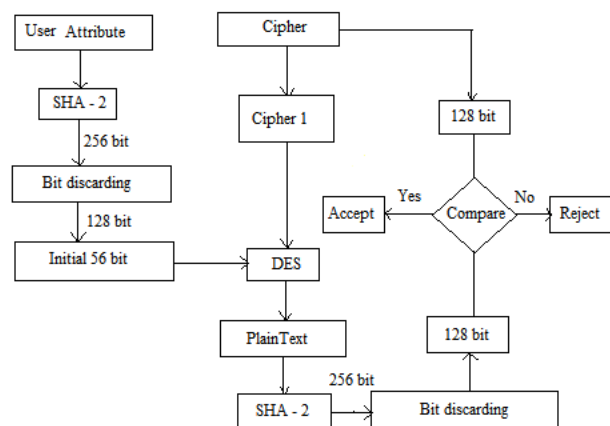 User Attribute
SHA - 2
256 bit
Bit discarding
128 bit
Initial 56 bit
Cipher
Cipher 1
DES
PlainText
SHA - 2
256 bit
Bit discarding
128 bit
128 bit
Compare
Yes
No
Accept
Reject